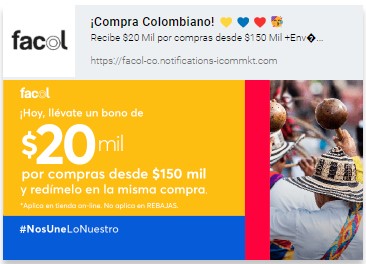 facol
¡Compra Colombiano! 💛💙❤️
Recibe $20 Mil por compras desde $150 Mil +Env�...
https://facol-co.notifications-icommkt.com
facol
¡Hoy, llévate un bono de
$20 mil
por compras desde $150 mil
y redímelo en la misma compra.
*Aplica en tienda on-line. No aplica en REBAJAS.
#NosUneLoNuestro